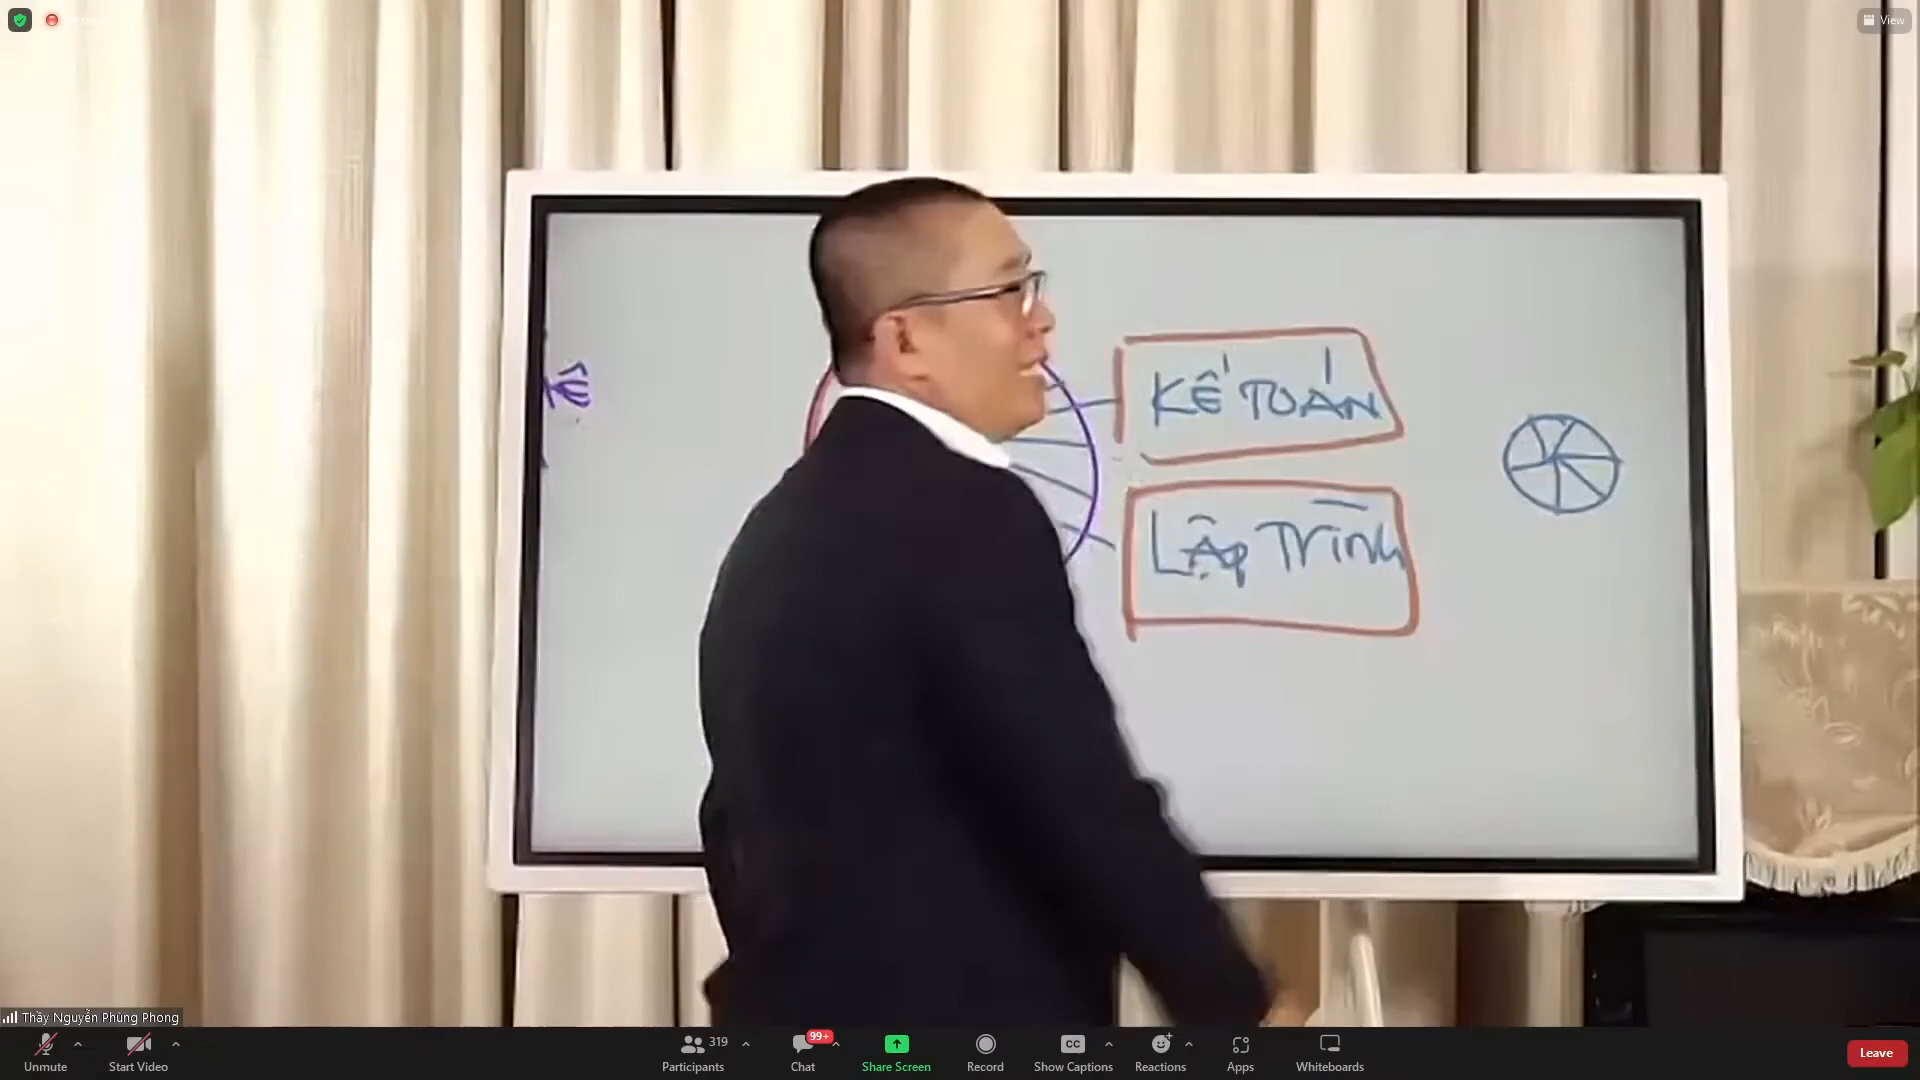 View
KẾ TOÁN
LẬP TRÌNH
Thầy Nguyễn Phùng Phong
319
99+
CC
Unmute
Start Video
Participants
Chat
Share Screen
Record
Show Captions
Reactions
Apps
Whiteboards
Leave